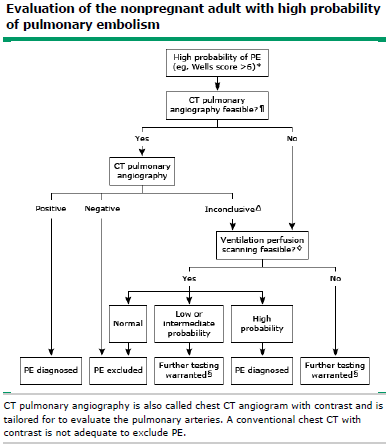 Evaluation of the nonpregnant adult with high probability
of pulmonary embolism
High probability of PE
(eg, Wells score >6)*
CT pulmonary
angiography feasible?¶
Yes
No
CT pulmonary
angiography
Positive
Negative
InconclusiveΔ
Ventilation perfusion
scanning feasible?◊
Yes
No
Normal
Low or
intermediate
probability
High
probability
PE diagnosed
PE excluded
Further testing
warranted§
PE diagnosed
Further testing
warranted§
CT pulmonary angiography is also called chest CT angiogram with contrast and is
tailored for to evaluate the pulmonary arteries. A conventional chest CT with
contrast is not adequate to exclude PE.